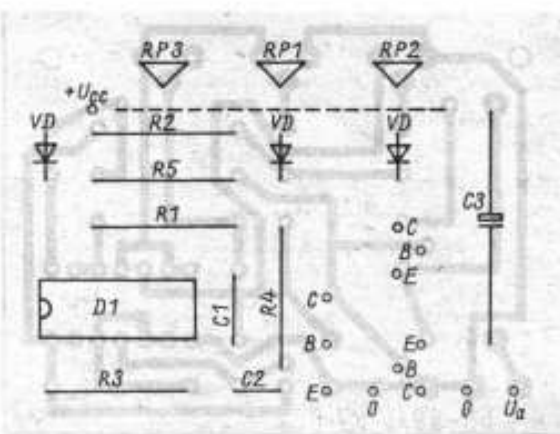 RP3 RP1 RP2
+Ucc
VD R2 VD VD
R5
R1
C
B
E
C3
D1
C1
R4
C
B
E
B
R3 C2 E 0 C 0 Ua